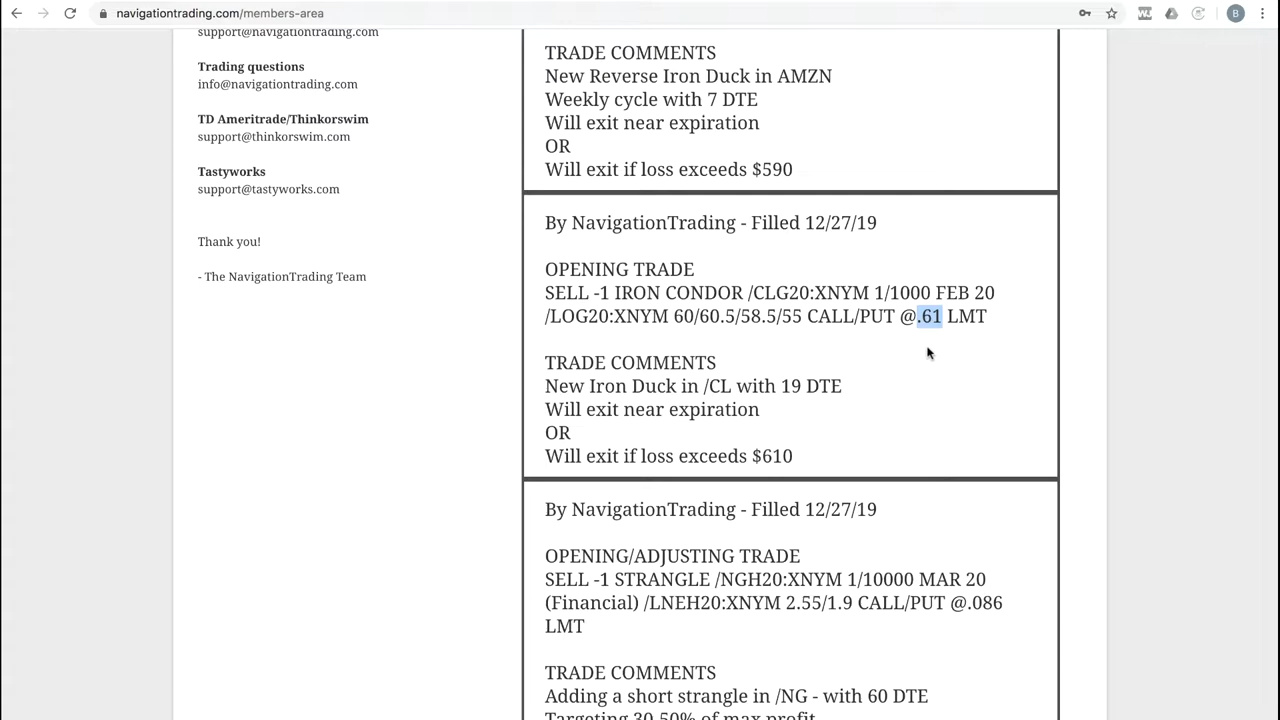 navigationtrading.com/members-area
B
support@navigationtrading.com
Trading questions
info@navigationtrading.com
TD Ameritrade/Thinkorswim
support@thinkorswim.com
Tastyworks
support@tastyworks.com
Thank you!
- The NavigationTrading Team
TRADE COMMENTS
New Reverse Iron Duck in AMZN
Weekly cycle with 7 DTE
Will exit near expiration
OR
Will exit if loss exceeds $590
By NavigationTrading - Filled 12/27/19
OPENING TRADE
SELL -1 IRON CONDOR /CLG20:XNYM 1/1000 FEB 20
/LOG20:XNYM 60/60.5/58.5/55 CALL/PUT @.61 LMT
TRADE COMMENTS
New Iron Duck in /CL with 19 DTE
Will exit near expiration
OR
Will exit if loss exceeds $610
By NavigationTrading - Filled 12/27/19
OPENING/ADJUSTING TRADE
SELL -1 STRANGLE /NGH20:XNYM 1/10000 MAR 20
(Financial) /LNEH20:XNYM 2.55/1.9 CALL/PUT @.086
LMT
TRADE COMMENTS
Adding a short strangle in /NG - with 60 DTE
Targeting 30-50% of max profit